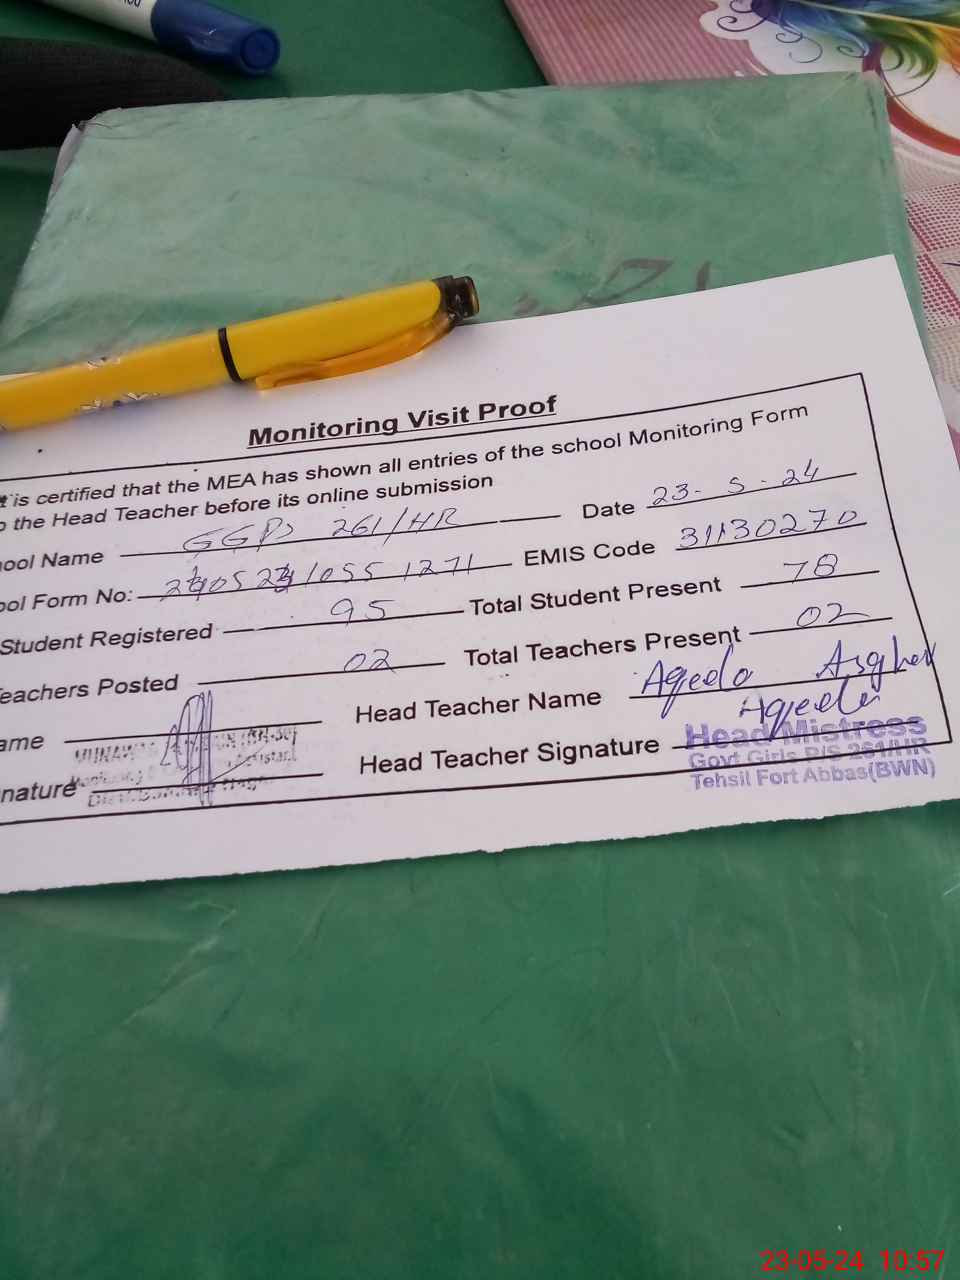 Monitoring Visit Proof
t is certified that the MEA has shown all entries of the school Monitoring Form
o the Head Teacher before its online submission
ool Name GGPS 261/HR Date 23-5-24
ool Form No: EMIS Code 31130270
Student Registered 95 Total Student Present 78
eachers Posted 02 Total Teachers Present 02
ame Head Teacher Name Aqeela Asghar
nature Head Teacher Signature Aqeela
Head Mistress
Govt Girls P/S 261/HR
Tehsil Fort Abbas(BWN)
23-05-24 10:57